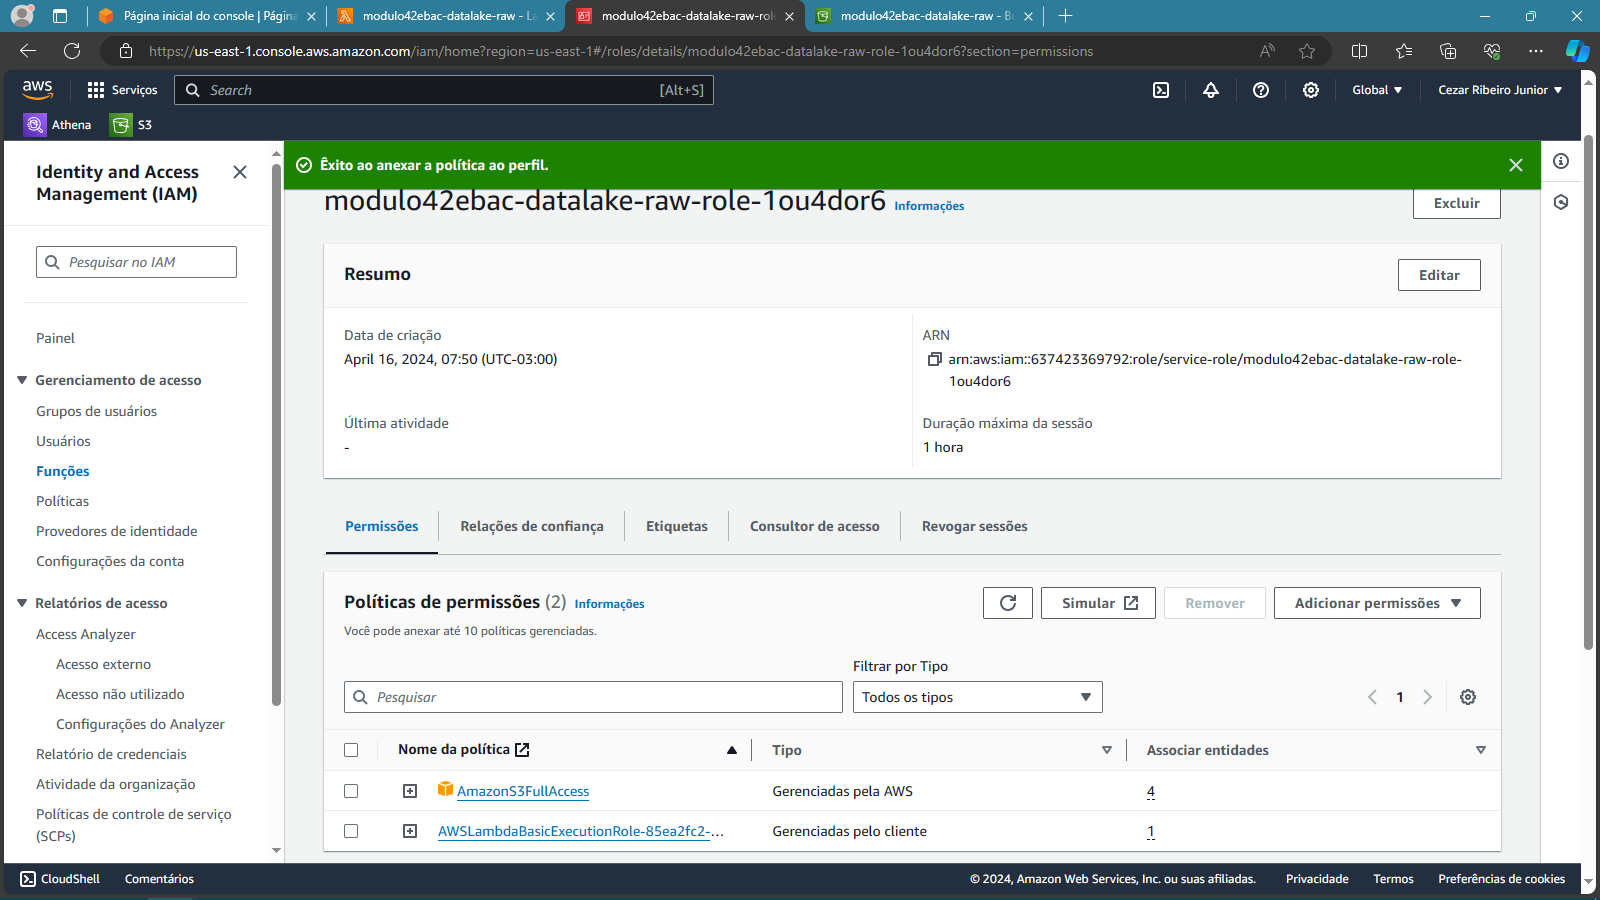 Página inicial do console | Página
modulo42ebac-datalake-raw - La
modulo42ebac-datalake-raw-role
modulo42ebac-datalake-raw - Bu
https://us-east-1.console.aws.amazon.com/iam/home?region=us-east-1#/roles/details/modulo42ebac-datalake-raw-role-1ou4dor6?section=permissions
aws
Serviços
Search
[Alt+S]
Global
Cezar Ribeiro Junior
Athena
S3
Identity and Access
Management (IAM)
Pesquisar no IAM
Painel
Gerenciamento de acesso
Grupos de usuários
Usuários
Funções
Políticas
Provedores de identidade
Configurações da conta
Relatórios de acesso
Access Analyzer
Acesso externo
Acesso não utilizado
Configurações do Analyzer
Relatório de credenciais
Atividade da organização
Políticas de controle de serviço
(SCPs)
Êxito ao anexar a política ao perfil.
modulo42ebac-datalake-raw-role-1ou4dor6 Informações
Excluir
Resumo
Editar
Data de criação
April 16, 2024, 07:50 (UTC-03:00)
ARN
arn:aws:iam::637423369792:role/service-role/modulo42ebac-datalake-raw-role-
1ou4dor6
Última atividade
-
Duração máxima da sessão
1 hora
Permissões
Relações de confiança
Etiquetas
Consultor de acesso
Revogar sessões
Políticas de permissões (2) Informações
Você pode anexar até 10 políticas gerenciadas.
Simular
Remover
Adicionar permissões
Filtrar por Tipo
Pesquisar
Todos os tipos
1
Nome da política
Tipo
Associar entidades
AmazonS3FullAccess
Gerenciadas pela AWS
4
AWSLambdaBasicExecutionRole-85ea2fc2-...
Gerenciadas pelo cliente
1
CloudShell
Comentários
© 2024, Amazon Web Services, Inc. ou suas afiliadas.
Privacidade
Termos
Preferências de cookies